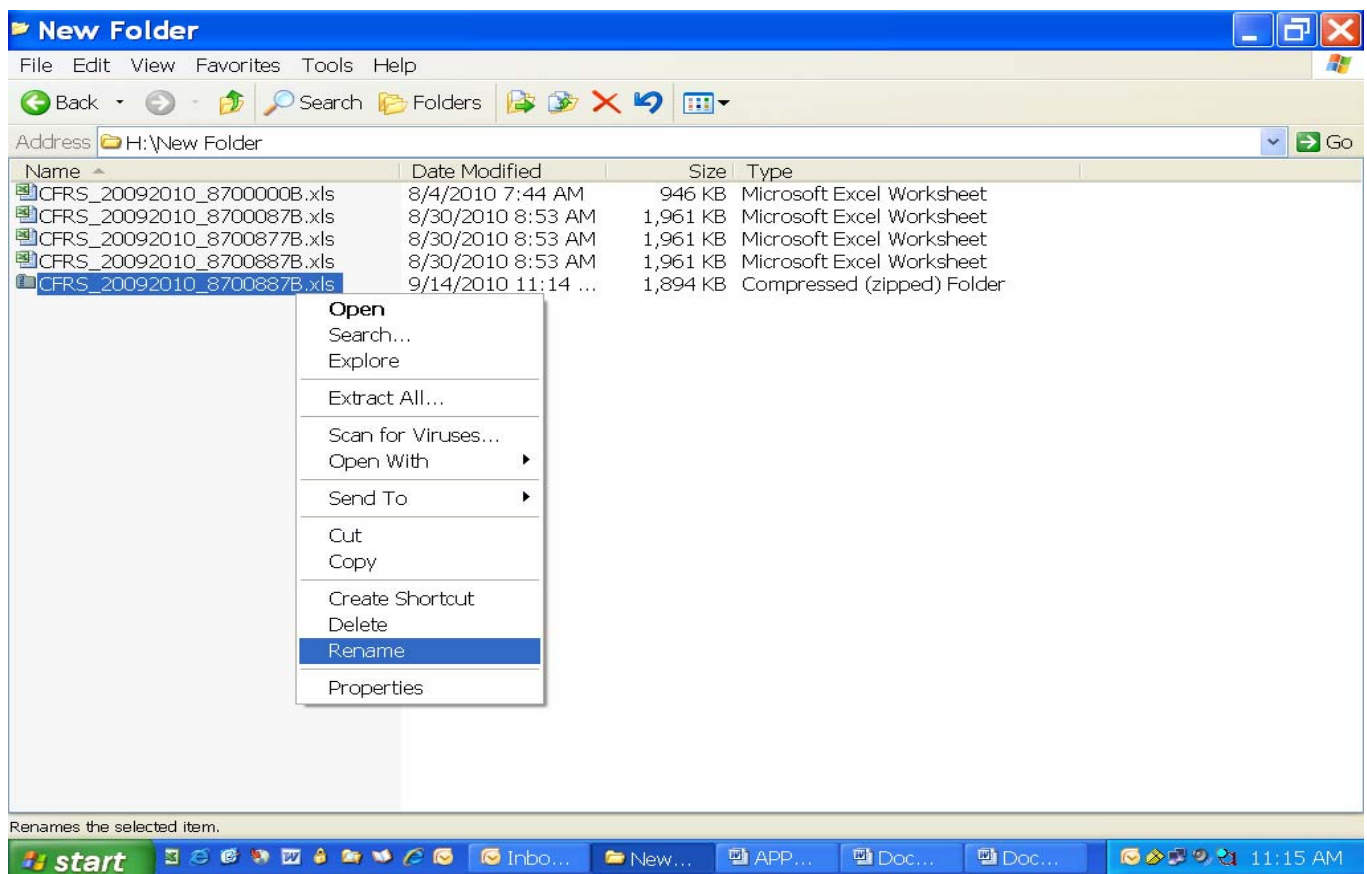 New Folder
File Edit View Favorites Tools Help
Back Search Folders
Address H:\New Folder Go
Name Date Modified Size Type
CFRS_20092010_8700000B.xls 8/4/2010 7:44 AM 946 KB Microsoft Excel Worksheet
CFRS_20092010_8700087B.xls 8/30/2010 8:53 AM 1,961 KB Microsoft Excel Worksheet
CFRS_20092010_8700877B.xls 8/30/2010 8:53 AM 1,961 KB Microsoft Excel Worksheet
CFRS_20092010_8700887B.xls 8/30/2010 8:53 AM 1,961 KB Microsoft Excel Worksheet
CFRS_20092010_8700887B.xls 9/14/2010 11:14 ... 1,894 KB Compressed (zipped) Folder
Open
Search...
Explore
Extract All...
Scan for Viruses...
Open With
Send To
Cut
Copy
Create Shortcut
Delete
Rename
Properties
Renames the selected item.
start Inbo... New... APP... Doc... Doc... 11:15 AM